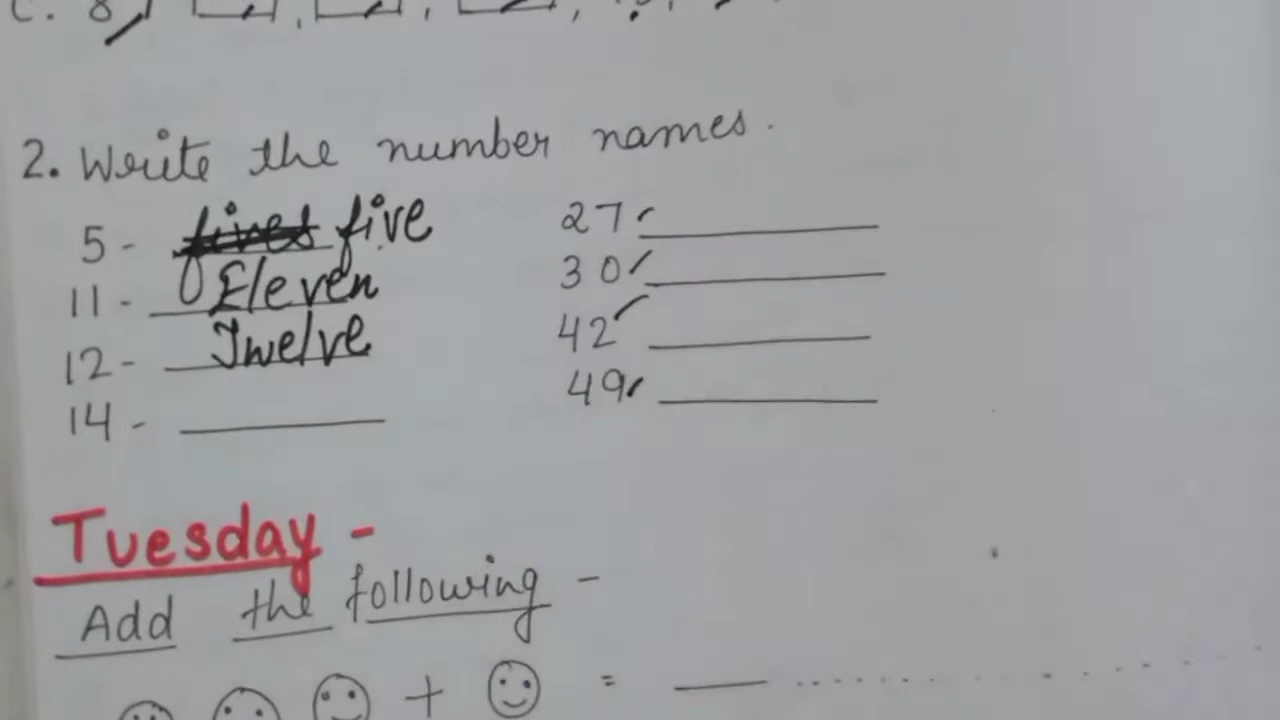 c. 8,
2. Write the number names.
5 - five
11 - Eleven
12 - Twelve
14 -
27
30
42
49
Tuesday -
Add the following -
+ =